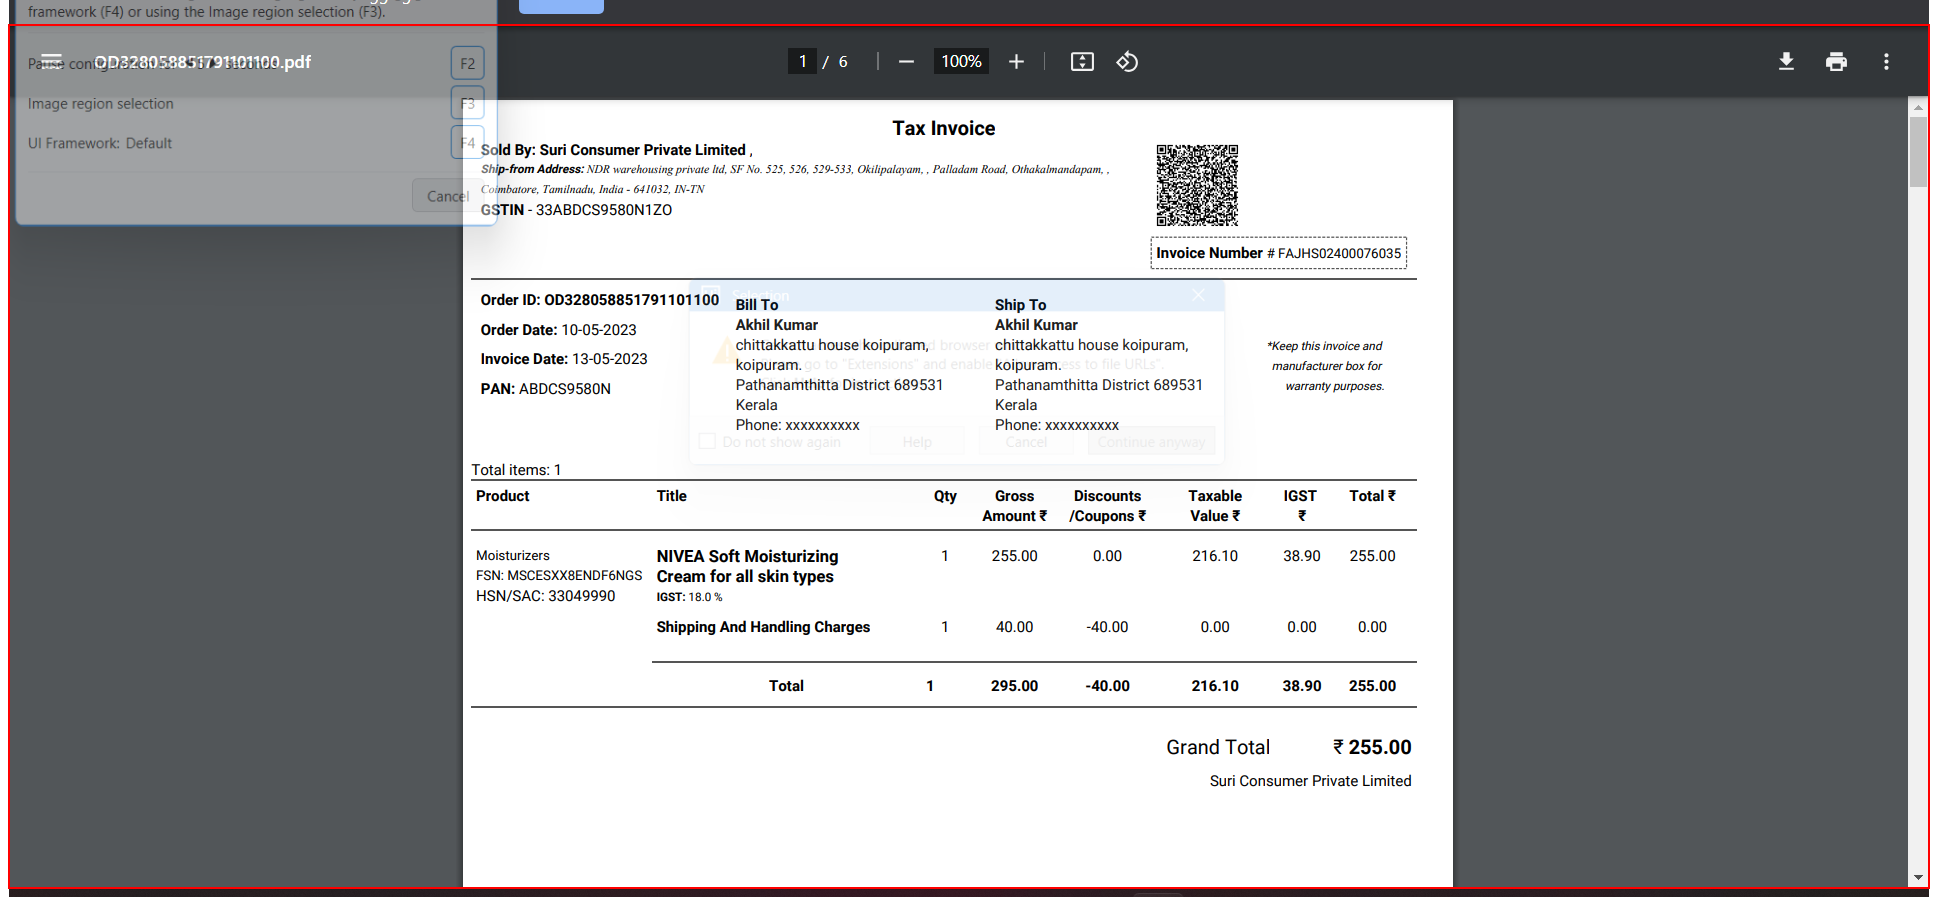 framework (F4) or using the Image region selection (F3).
F2
OD328058851791101100.pdf
1 / 6
100%
Image region selection F3
UI Framework: Default F4
Cancel
Tax Invoice
Sold By: Suri Consumer Private Limited ,
Ship-from Address: NDR warehousing private ltd, SF No. 525, 526, 529-533, Okilipalayam, , Palladam Road, Othakalmandapam, ,
Coimbatore, Tamilnadu, India - 641032, IN-TN
GSTIN - 33ABDCS9580N1ZO
Invoice Number # FAJHS02400076035
Order ID: OD328058851791101100
Order Date: 10-05-2023
Invoice Date: 13-05-2023
PAN: ABDCS9580N
Selection
Bill To
Akhil Kumar
chittakkattu house koipuram,
koipuram.
Pathanamthitta District 689531
Kerala
Phone: xxxxxxxxxx
Ship To
Akhil Kumar
chittakkattu house koipuram,
koipuram.
Pathanamthitta District 689531
Kerala
Phone: xxxxxxxxxx
browser
go to "Extensions" and enable to file URLs",
Do not show again Help Cancel Continue anyway
*Keep this invoice and
manufacturer box for
warranty purposes.
Total items: 1
Product Title Qty Gross Discounts Taxable IGST Total ₹
Amount ₹ /Coupons ₹ Value ₹ ₹
Moisturizers NIVEA Soft Moisturizing 1 255.00 0.00 216.10 38.90 255.00
FSN: MSCESXX8ENDF6NGS Cream for all skin types
HSN/SAC: 33049990 IGST: 18.0 %
Shipping And Handling Charges 1 40.00 -40.00 0.00 0.00 0.00
Total 1 295.00 -40.00 216.10 38.90 255.00
Grand Total ₹ 255.00
Suri Consumer Private Limited